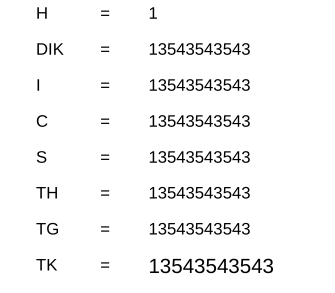 H = 1
DIK = 13543543543
I = 13543543543
C = 13543543543
S = 13543543543
TH = 13543543543
TG = 13543543543
TK = 13543543543